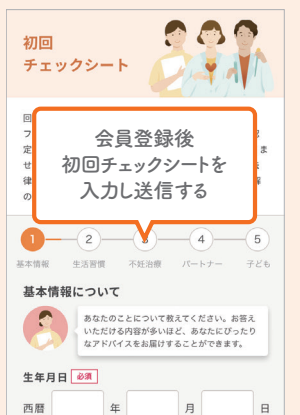 初回
チェックシート
会員登録後
初回チェックシートを
入力し送信する
1
2
3
4
5
基本情報
生活習慣
不妊治療
パートナー
子ども
基本情報について
あなたのことについて教えてください。お答え
いただける内容が多いほど、あなたにぴったり
なアドバイスをお届けすることができます。
生年月日 必須
西暦 年 月 日